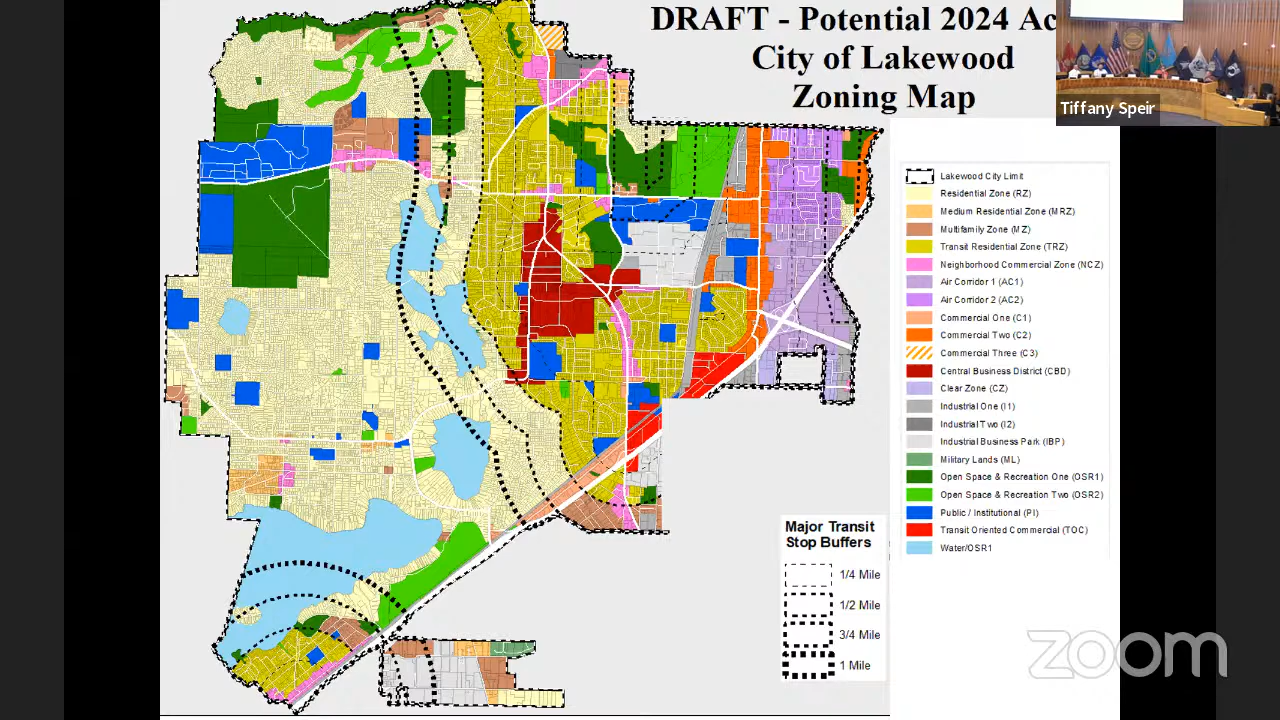 DRAFT - Potential 2024 Ac
City of Lakewood
Zoning Map
Tiffany Speir
Lakewood City Limit
Residential Zone (RZ)
Medium Residential Zone (MRZ)
Multifamily Zone (MZ)
Transit Residential Zone (TRZ)
Neighborhood Commercial Zone (NCZ)
Air Corridor 1 (AC1)
Air Corridor 2 (AC2)
Commercial One (C1)
Commercial Two (C2)
Commercial Three (C3)
Central Business District (CBD)
Clear Zone (CZ)
Industrial One (I1)
Industrial Two (I2)
Industrial Business Park (IBP)
Military Lands (ML)
Open Space & Recreation One (OSR1)
Open Space & Recreation Two (OSR2)
Public / Institutional (PI)
Transit Oriented Commercial (TOC)
Water/OSR1
Major Transit
Stop Buffers
1/4 Mile
1/2 Mile
3/4 Mile
1 Mile
zoom